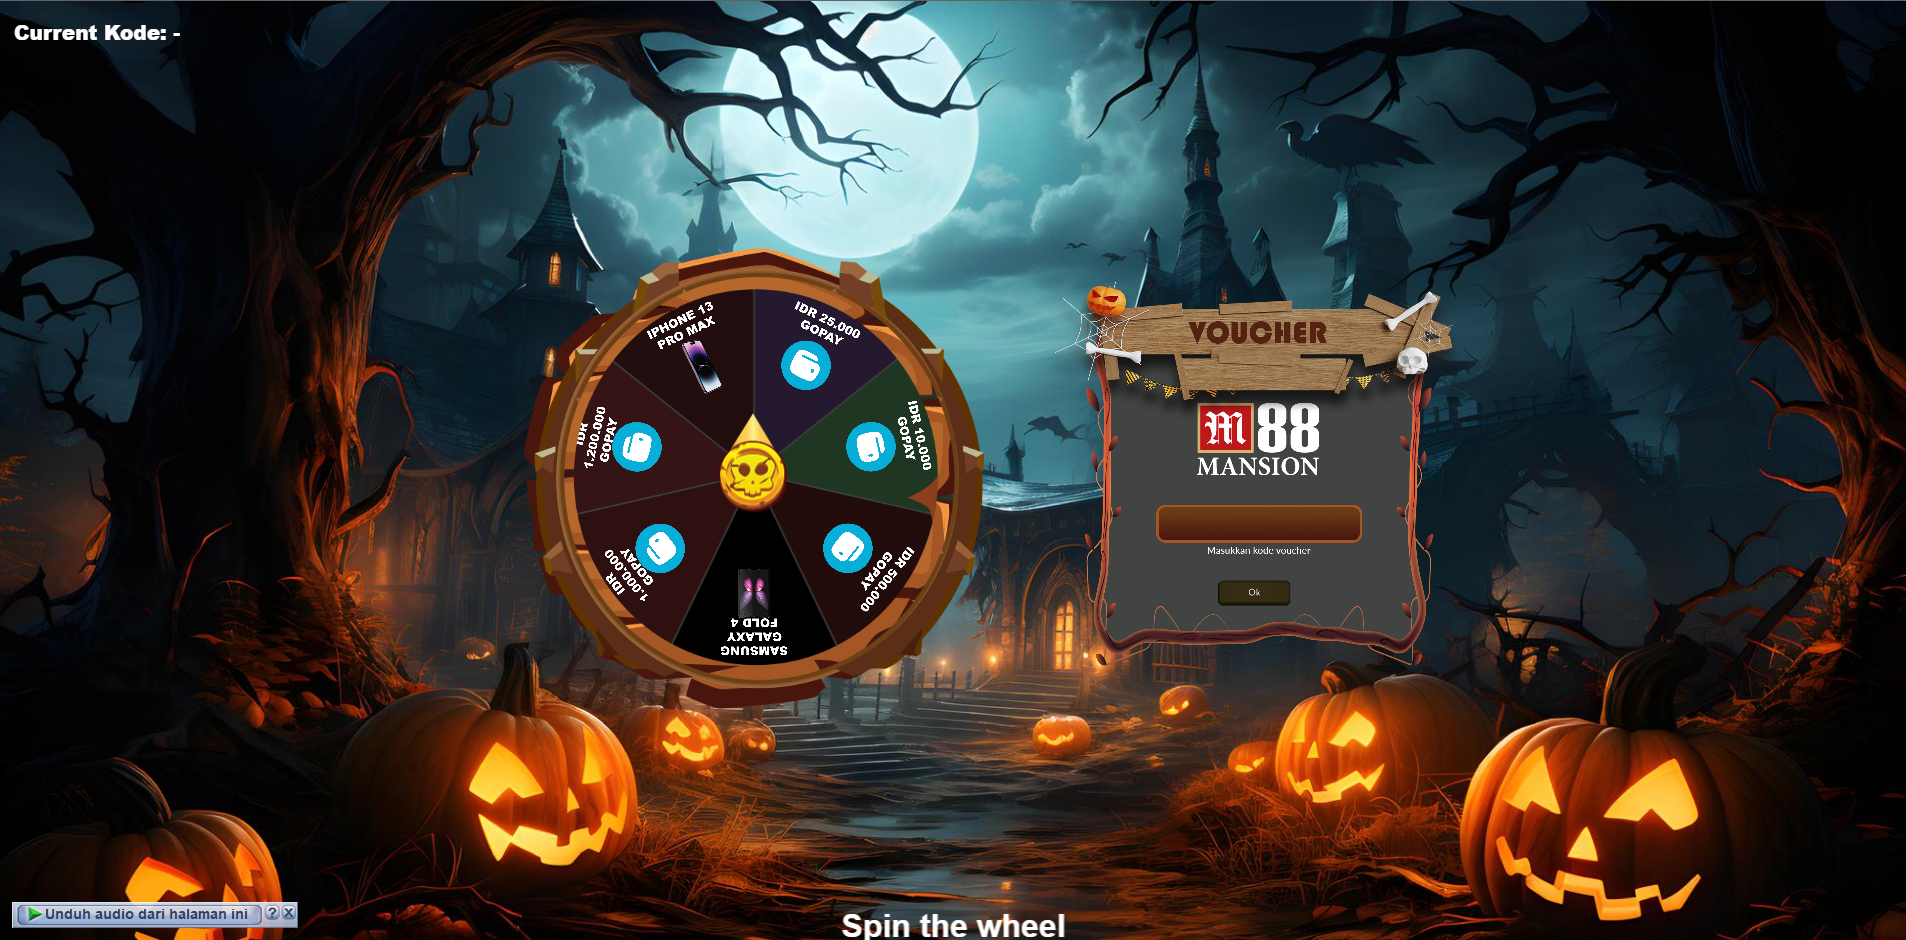 Current Kode: -
IPHONE 13
PRO MAX
IDR 25.000
GOPAY
IDR 10.000
GOPAY
IDR 500.000
GOPAY
SAMSUNG
GALAXY
FOLD 4
IDR
1.000.000
GOPAY
IDR
1.200.000
GOPAY
VOUCHER
M88
MANSION
Masukkan kode voucher
Ok
Unduh audio dari halaman ini
?
X
Spin the wheel